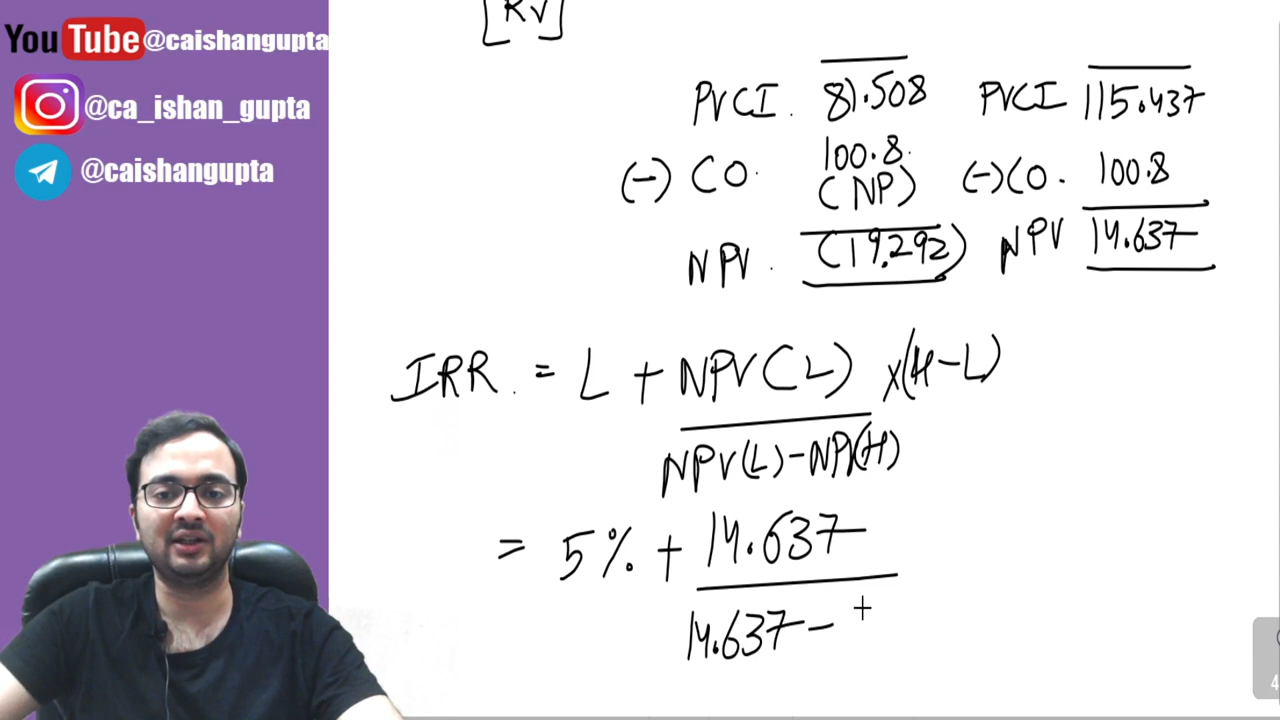 [RV]
YouTube @caishangupta
@ca_ishan_gupta
@caishangupta
PVCI. 81.508 PVCI 115.437
(-) CO. 100.8. (-) CO. 100.8
(NP)
NPV. (19.292) NPV 14.637
IRR. = L + NPV(L) x(H-L)
NPV(L)-NPV(H)
= 5% + 14.637
14.637 -